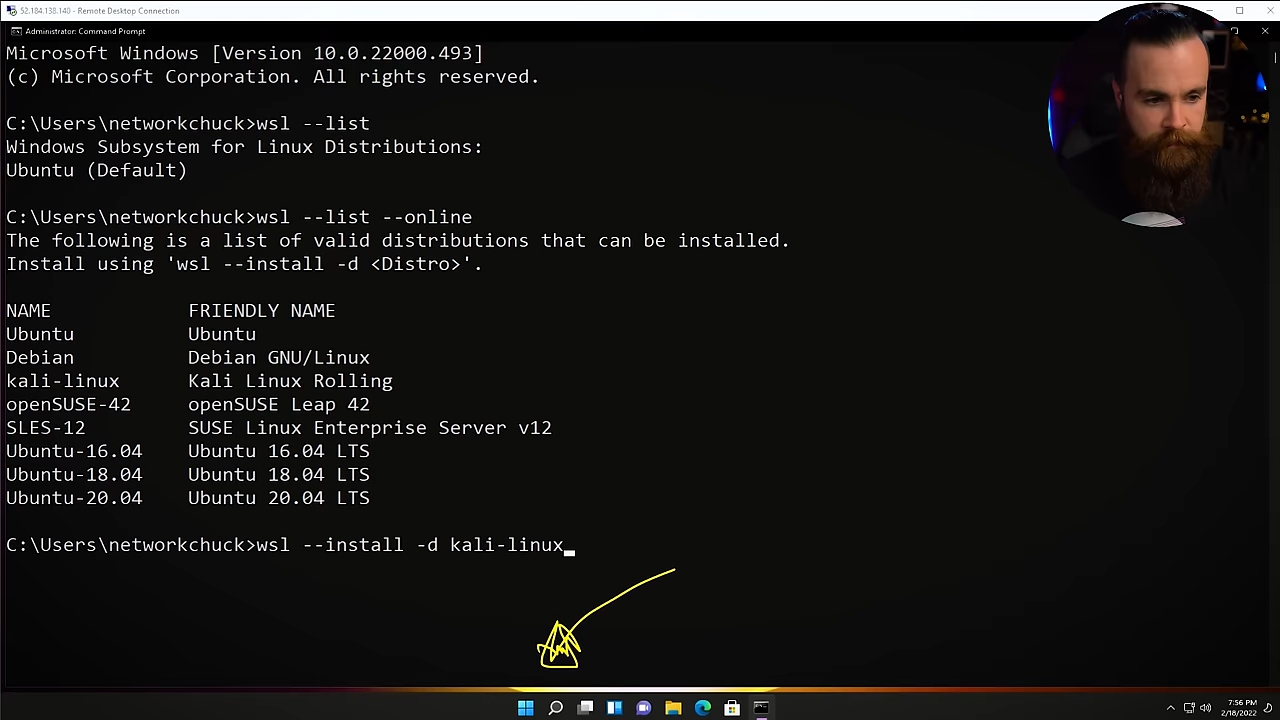 52.184.138.140 - Remote Desktop Connection
Administrator: Command Prompt
Microsoft Windows [Version 10.0.22000.493]
(c) Microsoft Corporation. All rights reserved.
C:\Users\networkchuck>wsl --list
Windows Subsystem for Linux Distributions:
Ubuntu (Default)
C:\Users\networkchuck>wsl --list --online
The following is a list of valid distributions that can be installed.
Install using 'wsl --install -d <Distro>'.
NAME FRIENDLY NAME
Ubuntu Ubuntu
Debian Debian GNU/Linux
kali-linux Kali Linux Rolling
openSUSE-42 openSUSE Leap 42
SLES-12 SUSE Linux Enterprise Server v12
Ubuntu-16.04 Ubuntu 16.04 LTS
Ubuntu-18.04 Ubuntu 18.04 LTS
Ubuntu-20.04 Ubuntu 20.04 LTS
C:\Users\networkchuck>wsl --install -d kali-linux
7:56 PM
2/18/2022